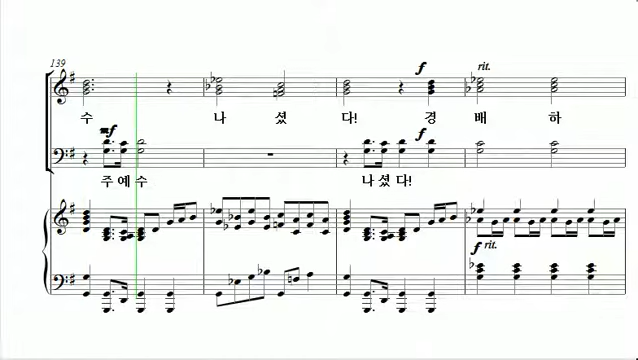 139
f rit.
수 나 셨 다! 경 배 하
mf f
주 예 수 나 셨 다!
f rit.